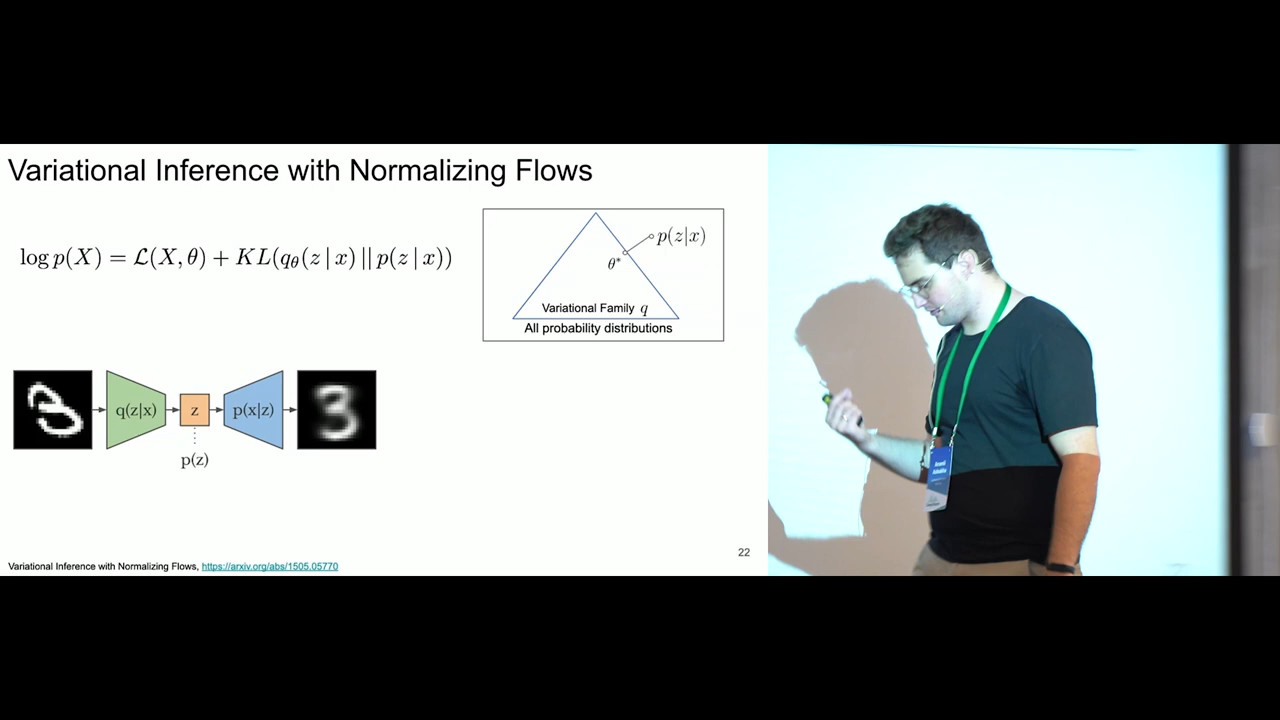 Variational Inference with Normalizing Flows
log p(X) = ℒ(X, θ) + KL(q_θ(z | x) || p(z | x))
p(z|x)
θ*
Variational Family q
All probability distributions
q(z|x)
z
p(x|z)
p(z)
22
Variational Inference with Normalizing Flows, https://arxiv.org/abs/1505.05770